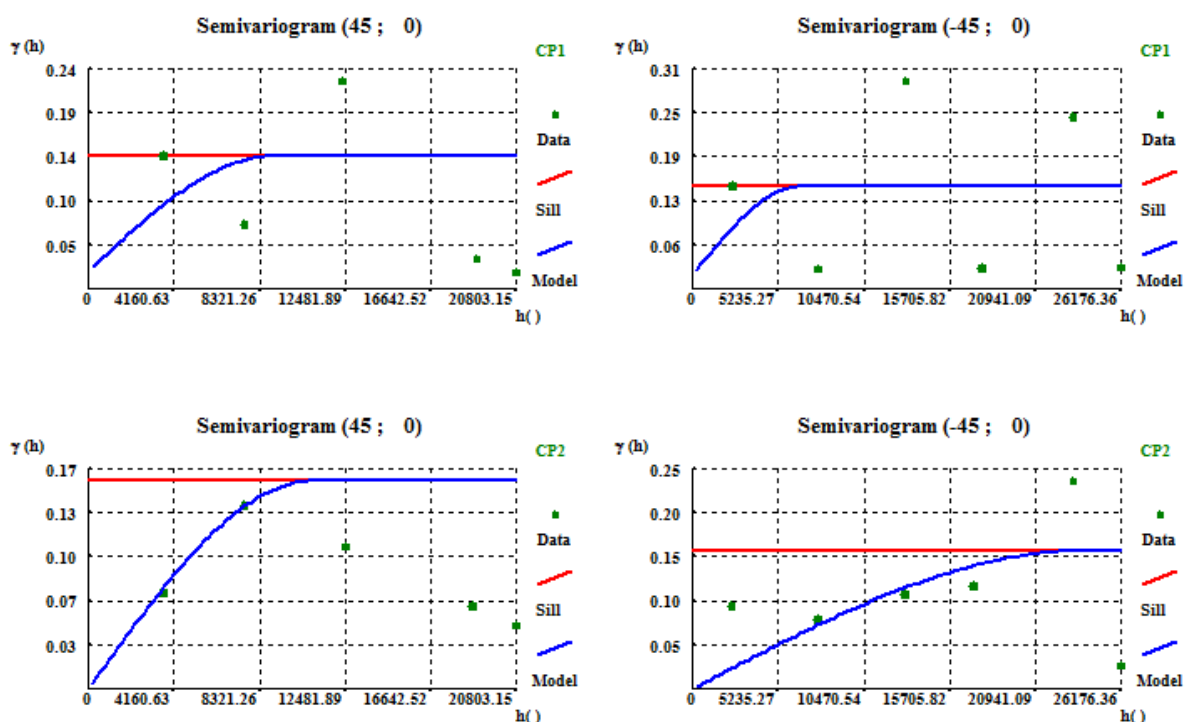 Semivariogram (45 ; 0)
γ (h)
CP1
0.24
0.19
Data
0.14
0.10
Sill
0.05
Model
0 4160.63 8321.26 12481.89 16642.52 20803.15
h( )
Semivariogram (-45 ; 0)
γ (h)
CP1
0.31
0.25
Data
0.19
0.13
Sill
0.06
Model
0 5235.27 10470.54 15705.82 20941.09 26176.36
h( )
Semivariogram (45 ; 0)
γ (h)
CP2
0.17
0.13
Data
0.10
0.07
Sill
0.03
Model
0 4160.63 8321.26 12481.89 16642.52 20803.15
h( )
Semivariogram (-45 ; 0)
γ (h)
CP2
0.25
0.20
Data
0.15
0.10
Sill
0.05
Model
0 5235.27 10470.54 15705.82 20941.09 26176.36
h( )